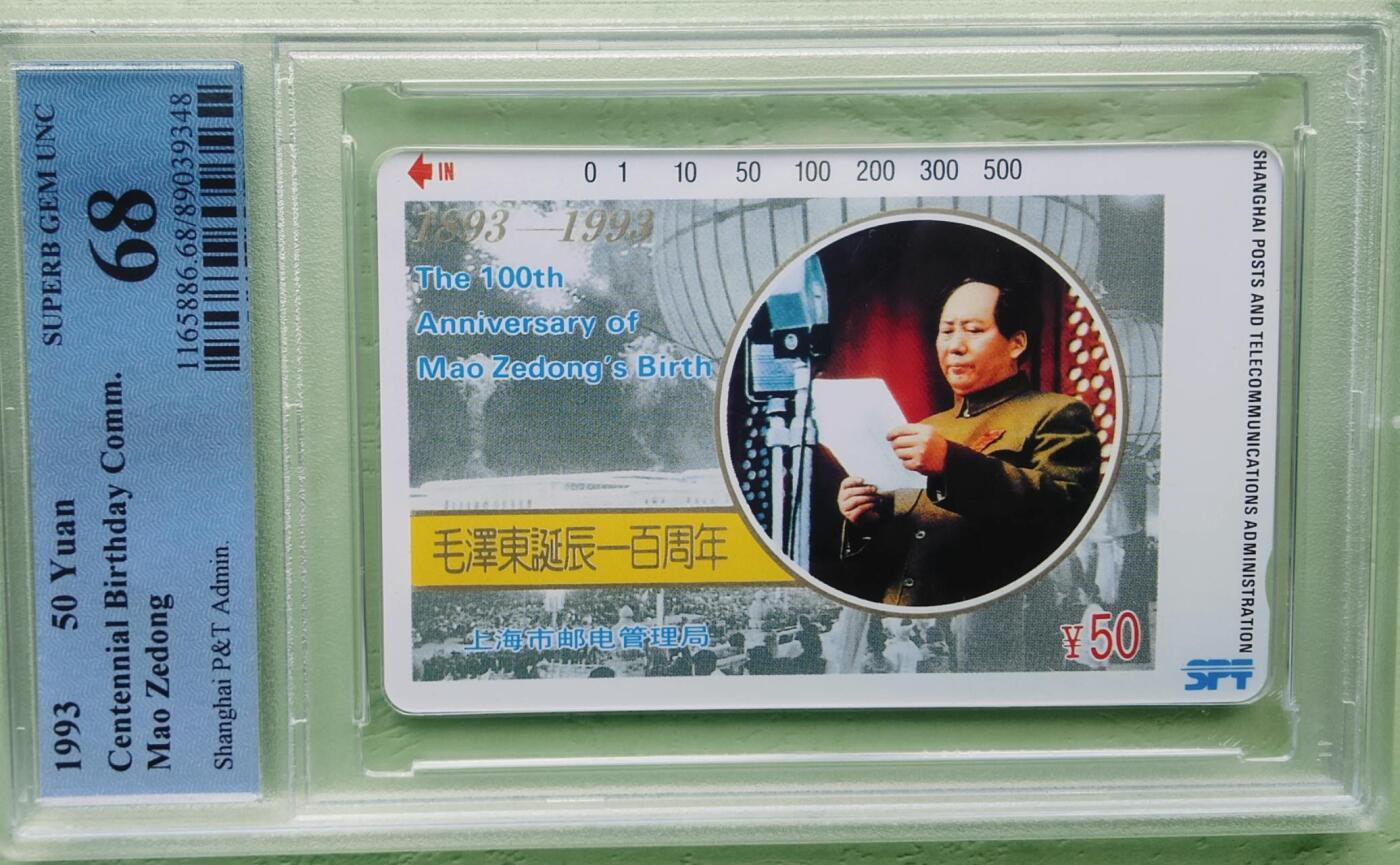 SUPERB GEM UNC
68
1165886.68/89039348
1993 50 Yuan
Centennial Birthday Comm.
Mao Zedong
Shanghai P&T Admin.
IN 0 1 10 50 100 200 300 500
1893—1993
The 100th
Anniversary of
Mao Zedong's Birth
毛澤東誕辰一百周年
上海市邮电管理局
¥50
SHANGHAI POSTS AND TELECOMMUNICATIONS ADMINISTRATION
SPT